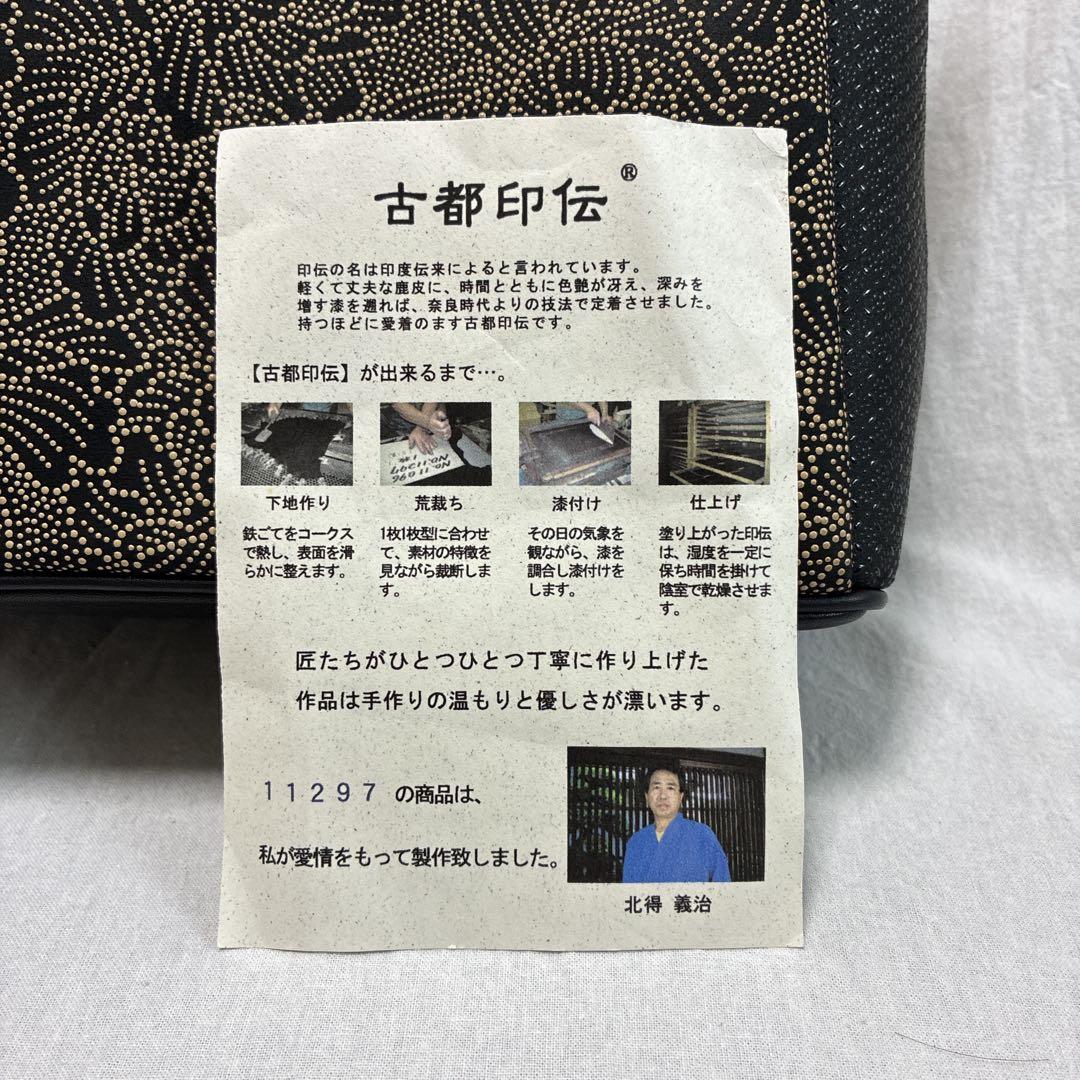 古都印伝®
印伝の名は印度伝来によると言われています。
軽くて丈夫な鹿皮に、時間とともに色艶が冴え、深みを
増す漆を遡れば、奈良時代よりの技法で定着させました。
持つほどに愛着のます古都印伝です。
【古都印伝】が出来るまで…。
No.11096
No.11297
下地作り
鉄ごてをコークス
で熱し、表面を滑
らかに整えます。
荒裁ち
1枚1枚型に合わせ
て、素材の特徴を
見ながら裁断しま
す。
漆付け
その日の気象を
観ながら、漆を
調合し漆付けを
します。
仕上げ
塗り上がった印伝
は、湿度を一定に
保ち時間を掛けて
陰室で乾燥させま
す。
匠たちがひとつひとつ丁寧に作り上げた
作品は手作りの温もりと優しさが漂います。
11297 の商品は、
私が愛情をもって製作致しました。
北得 義治